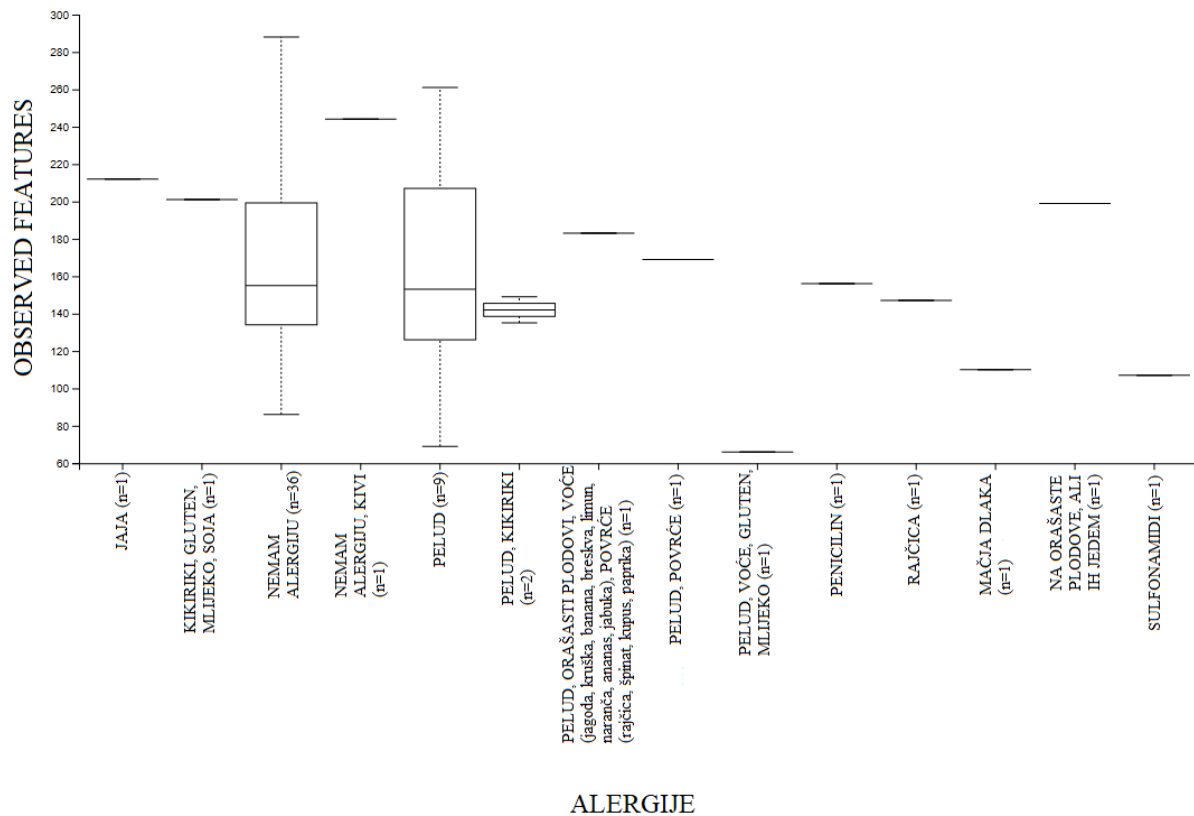 OBSERVED FEATURES
300
280
260
240
220
200
180
160
140
120
100
80
60
JAJA (n=1)
KIKIRIKI, GLUTEN,
MLIJEKO, SOJA (n=1)
NEMAM
ALERGIJU (n=36)
NEMAM
ALERGIJU, KIVI
(n=1)
PELUD (n=9)
PELUD, KIKIRIKI
(n=2)
PELUD, ORAŠASTI PLODOVI, VOĆE
(jagoda, kruška, banana, breskva, limun,
naranča, ananas, jabuka), POVRĆE
(rajčica, špinat, kupus, paprika) (n=1)
PELUD, POVRĆE (n=1)
PELUD, VOĆE, GLUTEN,
MLIJEKO (n=1)
PENICILIN (n=1)
RAJČICA (n=1)
MAČJA DLAKA
(n=1)
NA ORAŠASTE
PLODOVE, ALI
IH JEDEM (n=1)
SULFONAMIDI (n=1)
ALERGIJE